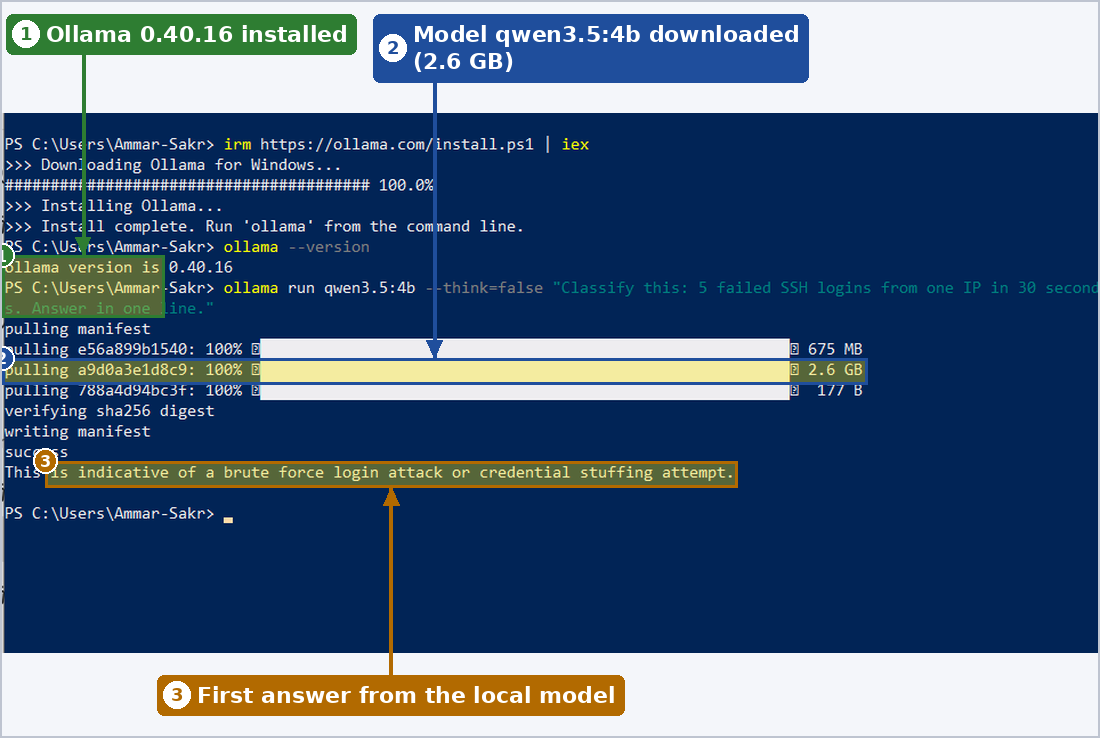 1 Ollama 0.40.16 installed
2 Model qwen3.5:4b downloaded
(2.6 GB)
PS C:\Users\Ammar-Sakr> irm https://ollama.com/install.ps1 | iex
>>> Downloading Ollama for Windows...
######################################## 100.0%
>>> Installing Ollama...
>>> Install complete. Run 'ollama' from the command line.
PS C:\Users\Ammar-Sakr> ollama --version
1
ollama version is 0.40.16
PS C:\Users\Ammar-Sakr> ollama run qwen3.5:4b --think=false "Classify this: 5 failed SSH logins from one IP in 30 second
s. Answer in one line."
pulling manifest
pulling e56a899b1540: 100% 675 MB
2
pulling a9d0a3e1d8c9: 100% 2.6 GB
pulling 788a4d94bc3f: 100% 177 B
verifying sha256 digest
writing manifest
success
3
This is indicative of a brute force login attack or credential stuffing attempt.
PS C:\Users\Ammar-Sakr>
3 First answer from the local model